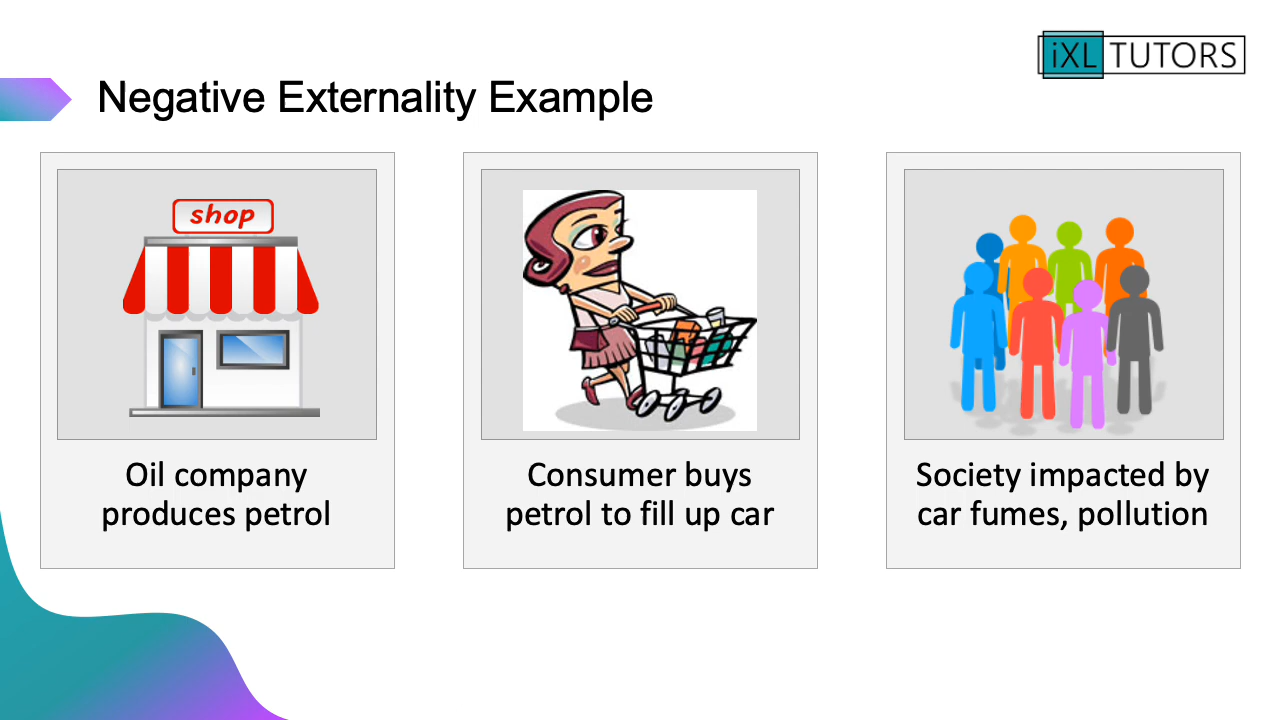 iXL TUTORS
Negative Externality Example
shop
Oil company
produces petrol
Consumer buys
petrol to fill up car
Society impacted by
car fumes, pollution